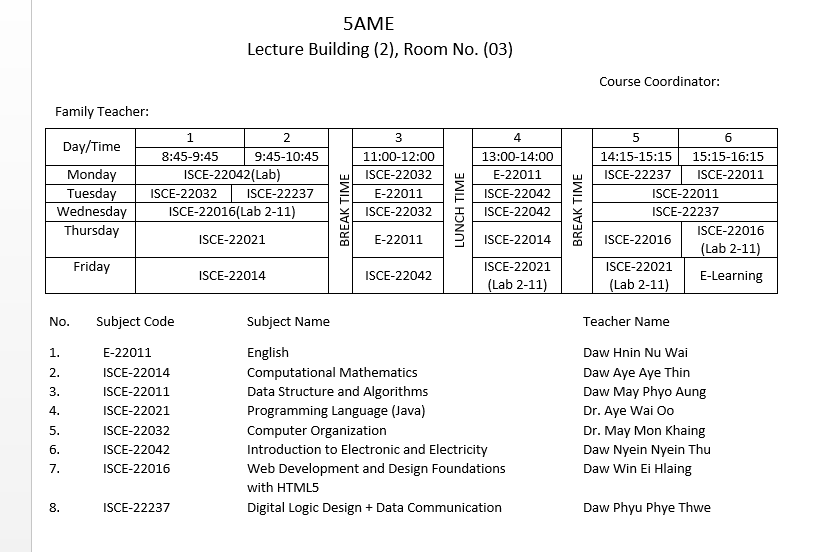 5AME
Lecture Building (2), Room No. (03)
Course Coordinator:
Family Teacher:
Day/Time 1 2 BREAK TIME 3 LUNCH TIME 4 BREAK TIME 5 6
8:45-9:45 9:45-10:45 11:00-12:00 13:00-14:00 14:15-15:15 15:15-16:15
Monday ISCE-22042(Lab) ISCE-22032 E-22011 ISCE-22237 ISCE-22011
Tuesday ISCE-22032 ISCE-22237 E-22011 ISCE-22042 ISCE-22011
Wednesday ISCE-22016(Lab 2-11) ISCE-22032 ISCE-22042 ISCE-22237
Thursday ISCE-22021 E-22011 ISCE-22014 ISCE-22016 ISCE-22016
(Lab 2-11)
Friday ISCE-22014 ISCE-22042 ISCE-22021 ISCE-22021 E-Learning
(Lab 2-11) (Lab 2-11)
No. Subject Code Subject Name Teacher Name
1. E-22011 English Daw Hnin Nu Wai
2. ISCE-22014 Computational Mathematics Daw Aye Aye Thin
3. ISCE-22011 Data Structure and Algorithms Daw May Phyo Aung
4. ISCE-22021 Programming Language (Java) Dr. Aye Wai Oo
5. ISCE-22032 Computer Organization Dr. May Mon Khaing
6. ISCE-22042 Introduction to Electronic and Electricity Daw Nyein Nyein Thu
7. ISCE-22016 Web Development and Design Foundations Daw Win Ei Hlaing
with HTML5
8. ISCE-22237 Digital Logic Design + Data Communication Daw Phyu Phye Thwe